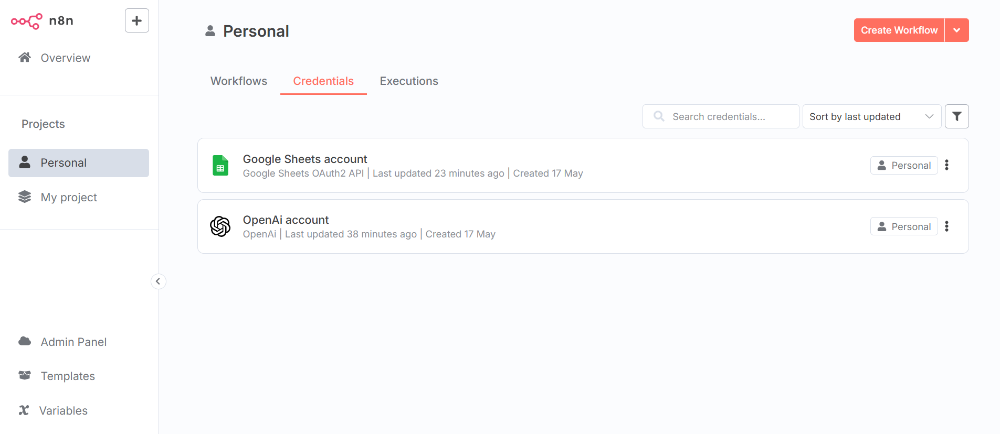 n8n
Overview
Projects
Personal
My project
Admin Panel
Templates
Variables
Personal
Create Workflow
Workflows Credentials Executions
Search credentials... Sort by last updated
Google Sheets account
Google Sheets OAuth2 API | Last updated 23 minutes ago | Created 17 May
Personal
OpenAi account
OpenAi | Last updated 38 minutes ago | Created 17 May
Personal